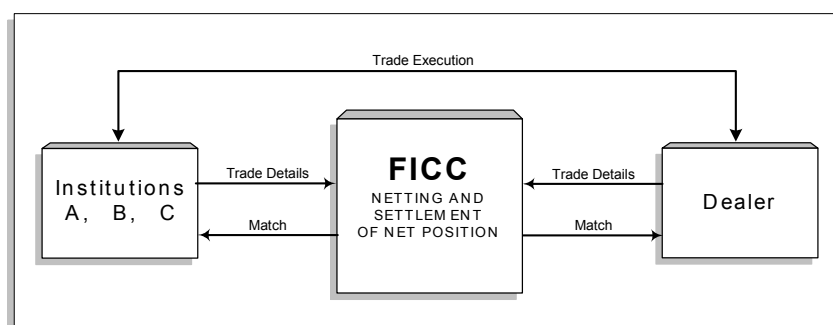 Trade Execution
Institutions
A, B, C
Trade Details
Match
FICC
NETTING AND
SETTLEMENT
OF NET POSITION
Trade Details
Match
Dealer